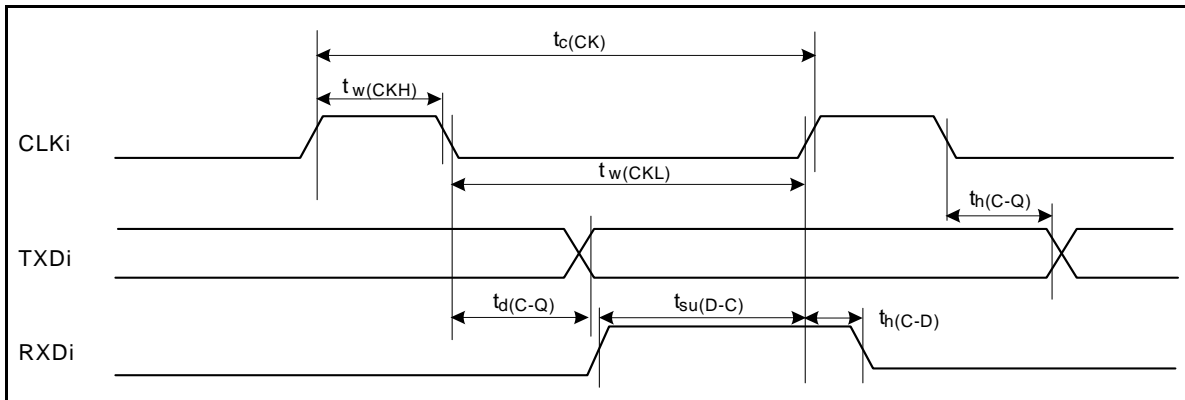 tc(CK)
tw(CKH)
CLKi
tw(CKL)
th(C-Q)
TXDi
td(C-Q)
tsu(D-C)
th(C-D)
RXDi